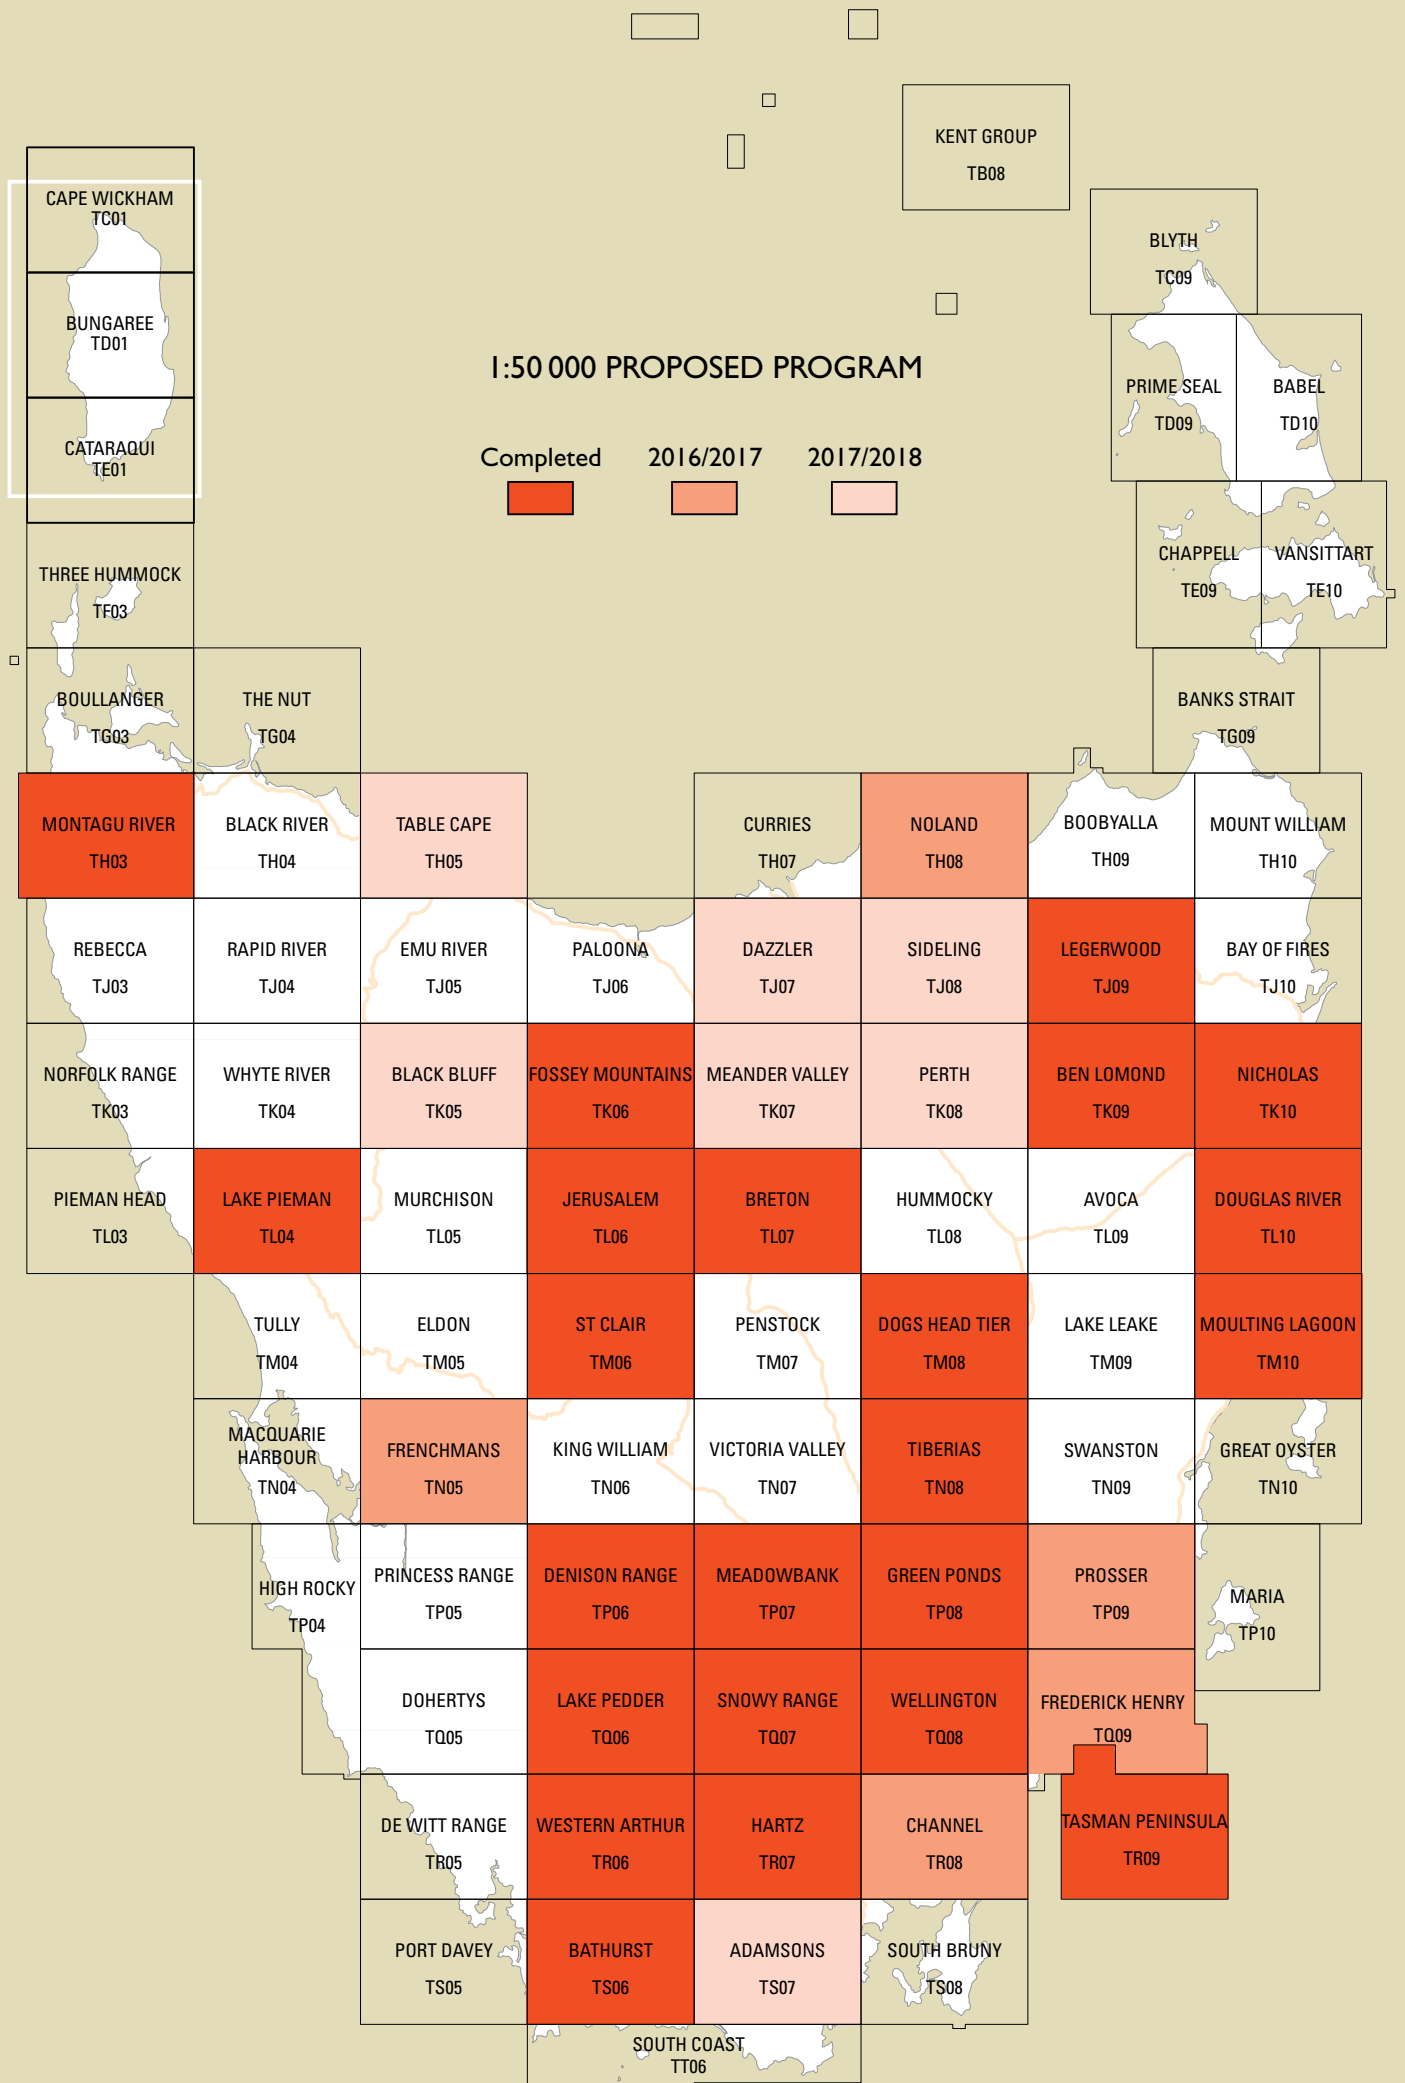 KENT GROUP
TB08
CAPE WICKHAM
TC01
BLYTH
TC09
BUNGAREE
TD01
1:50 000 PROPOSED PROGRAM
PRIME SEAL
TD09
BABEL
TD10
CATARAQUI
TE01
Completed
2016/2017
2017/2018
CHAPPELL
TE09
VANSITTART
TE10
THREE HUMMOCK
TF03
BOULLANGER
TG03
THE NUT
TG04
BANKS STRAIT
TG09
MONTAGU RIVER
TH03
BLACK RIVER
TH04
TABLE CAPE
TH05
CURRIES
TH07
NOLAND
TH08
BOOBYALLA
TH09
MOUNT WILLIAM
TH10
REBECCA
TJ03
RAPID RIVER
TJ04
EMU RIVER
TJ05
PALOONA
TJ06
DAZZLER
TJ07
SIDELING
TJ08
LEGERWOOD
TJ09
BAY OF FIRES
TJ10
NORFOLK RANGE
TK03
WHYTE RIVER
TK04
BLACK BLUFF
TK05
FOSSEY MOUNTAINS
TK06
MEANDER VALLEY
TK07
PERTH
TK08
BEN LOMOND
TK09
NICHOLAS
TK10
PIEMAN HEAD
TL03
LAKE PIEMAN
TL04
MURCHISON
TL05
JERUSALEM
TL06
BRETON
TL07
HUMMOCKY
TL08
AVOCA
TL09
DOUGLAS RIVER
TL10
TULLY
TM04
ELDON
TM05
ST CLAIR
TM06
PENSTOCK
TM07
DOGS HEAD TIER
TM08
LAKE LEAKE
TM09
MOULTING LAGOON
TM10
MACQUARIE
HARBOUR
TN04
FRENCHMANS
TN05
KING WILLIAM
TN06
VICTORIA VALLEY
TN07
TIBERIAS
TN08
SWANSTON
TN09
GREAT OYSTER
TN10
HIGH ROCKY
TP04
PRINCESS RANGE
TP05
DENISON RANGE
TP06
MEADOWBANK
TP07
GREEN PONDS
TP08
PROSSER
TP09
MARIA
TP10
DOHERTYS
TQ05
LAKE PEDDER
TQ06
SNOWY RANGE
TQ07
WELLINGTON
TQ08
FREDERICK HENRY
TQ09
DE WITT RANGE
TR05
WESTERN ARTHUR
TR06
HARTZ
TR07
CHANNEL
TR08
TASMAN PENINSULA
TR09
PORT DAVEY
TS05
BATHURST
TS06
ADAMSONS
TS07
SOUTH BRUNY
TS08
SOUTH COAST
TT06